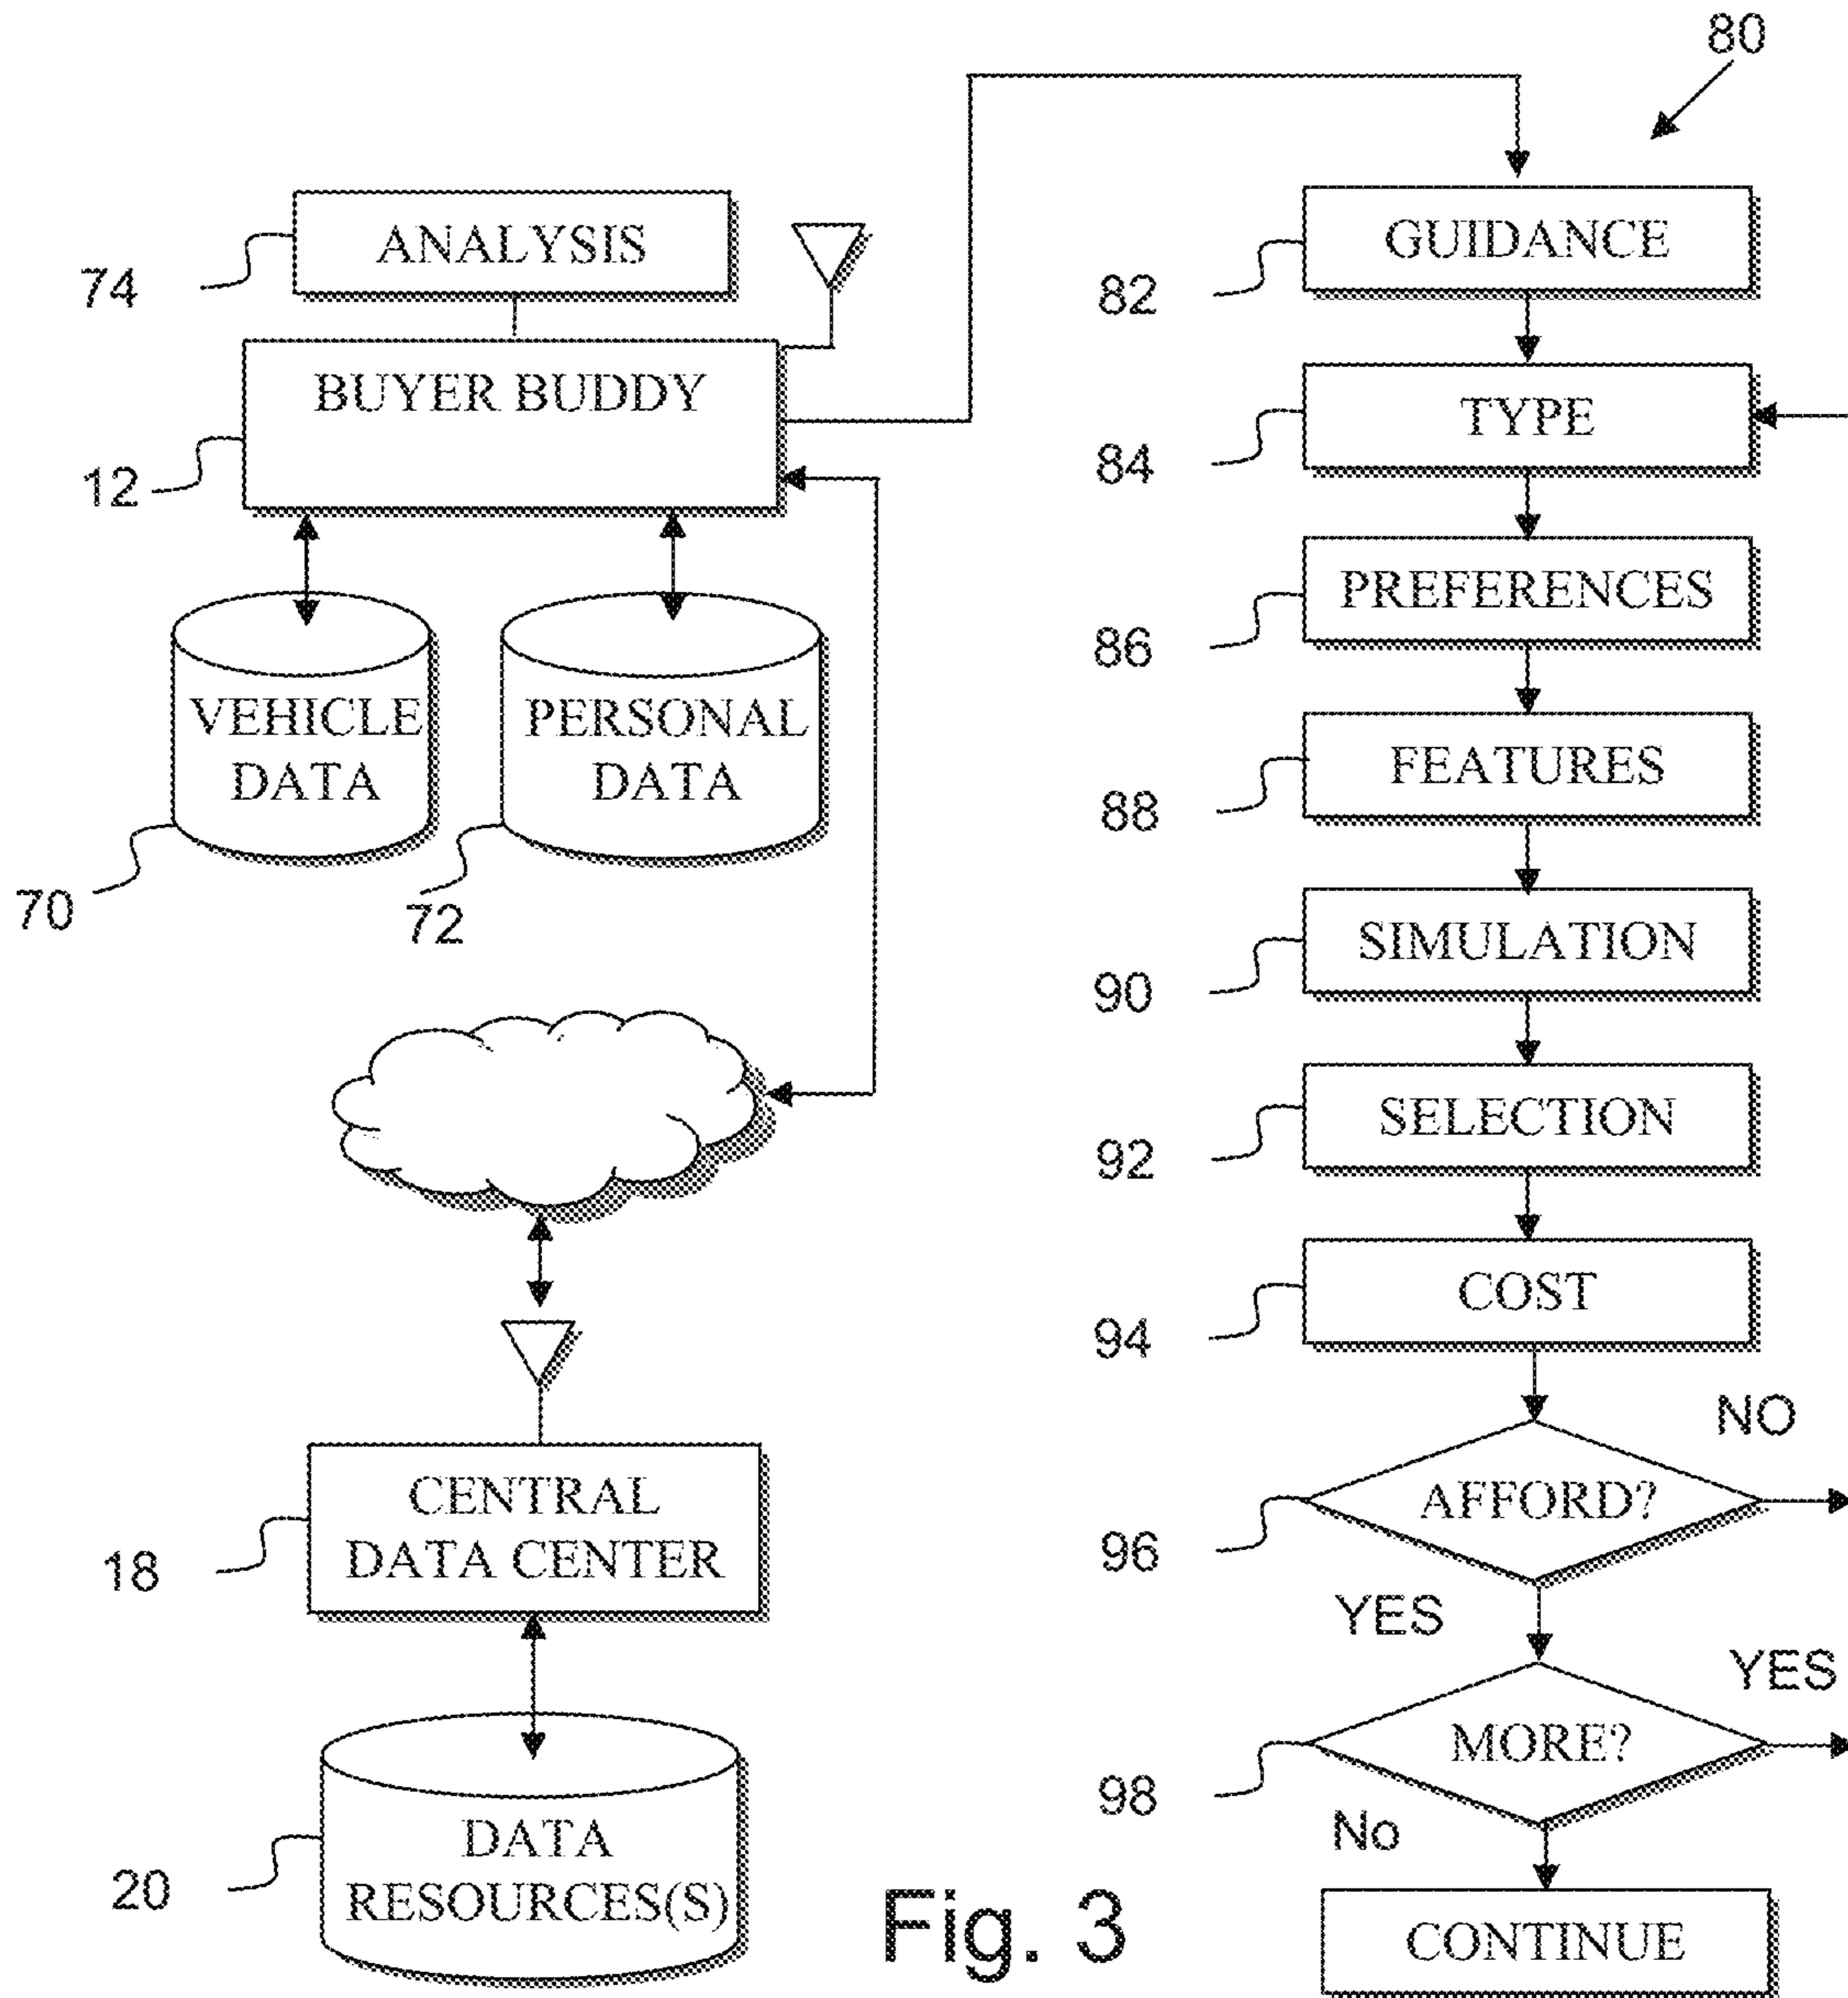 80
ANALYSIS
74
BUYER BUDDY
12
VEHICLE
DATA
70
PERSONAL
DATA
72
CENTRAL
DATA CENTER
18
DATA
RESOURCES(S)
20
GUIDANCE
82
TYPE
84
PREFERENCES
86
FEATURES
88
SIMULATION
90
SELECTION
92
COST
94
NO
AFFORD?
96
YES
YES
MORE?
98
No
CONTINUE
Fig. 3